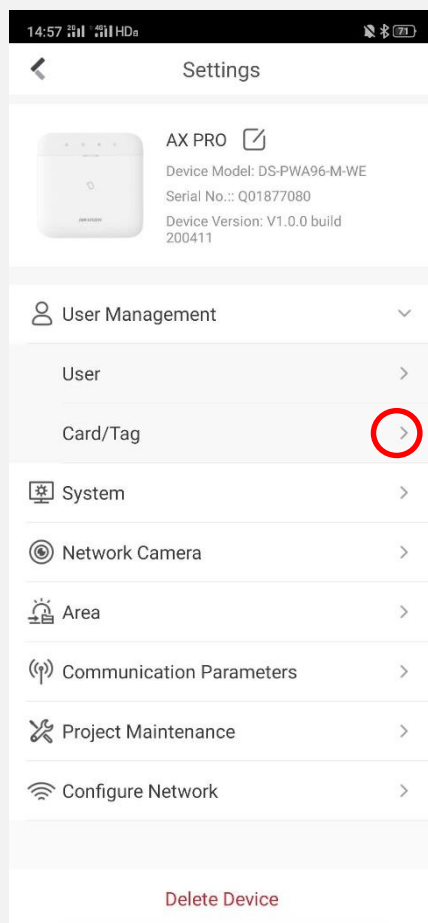 14:57 HD
71
Settings
AX PRO
Device Model: DS-PWA96-M-WE
Serial No.:: Q01877080
Device Version: V1.0.0 build
200411
HIKVISION
User Management
User
Card/Tag
System
Network Camera
Area
Communication Parameters
Project Maintenance
Configure Network
Delete Device